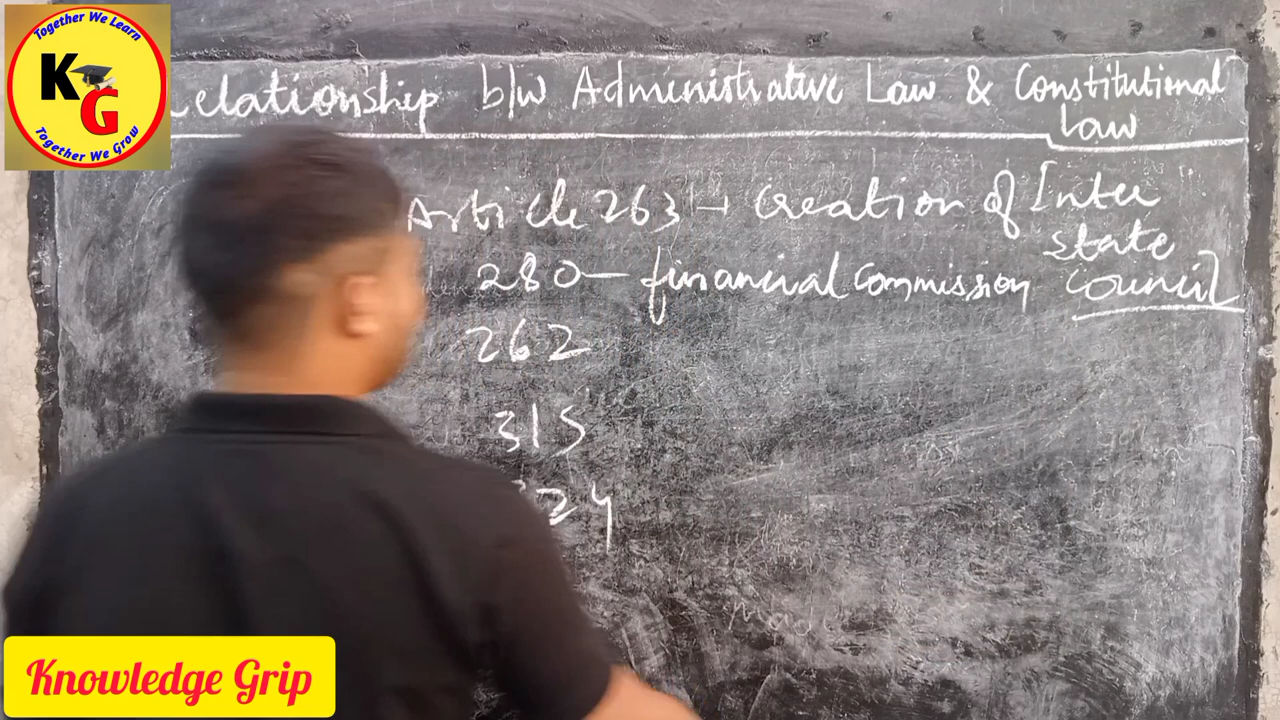 Together We Learn
KG
Together We Grow
elationship b/w Administrative Law & Constitutional
Law
Article 263 → Creation of Inter
state
280 — financial Commission Council
262
315
24
Knowledge Grip